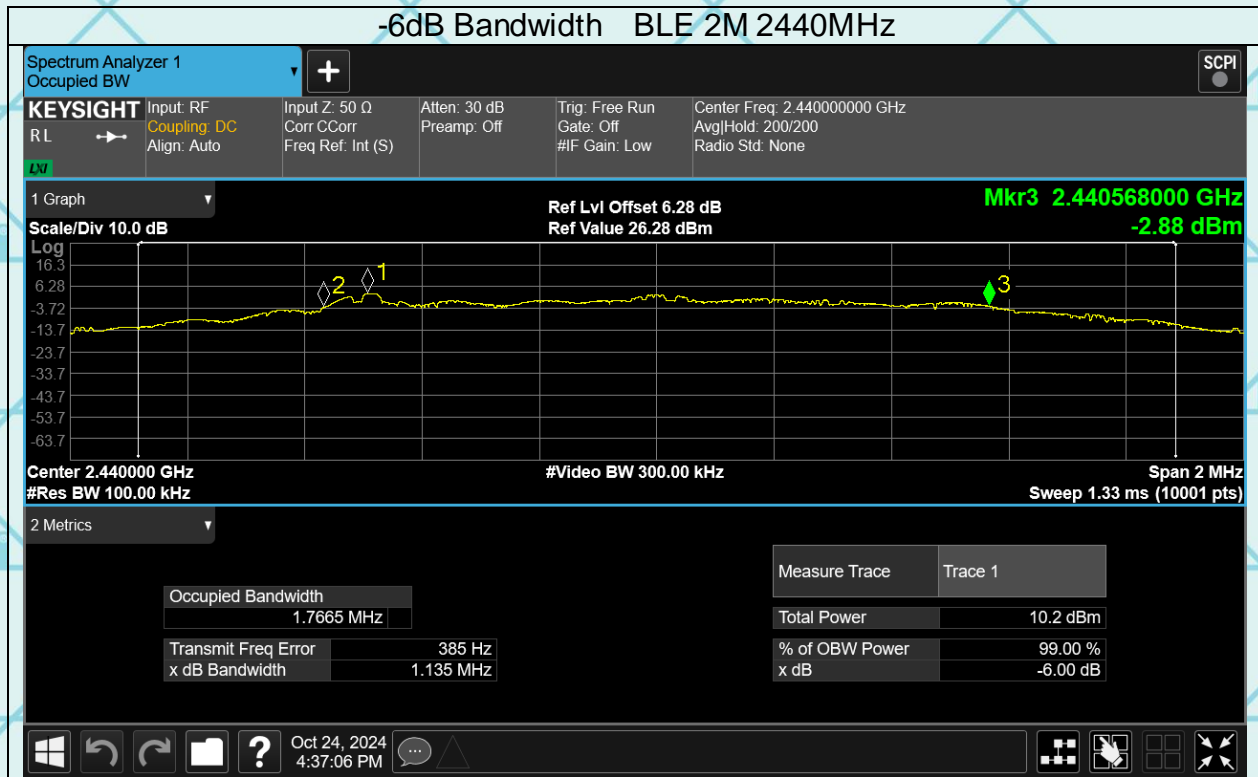 -6dB Bandwidth BLE 2M 2440MHz
Spectrum Analyzer 1
Occupied BW
SCPI
KEYSIGHT
R L
LXI
Input: RF
Coupling: DC
Align: Auto
Input Z: 50 Ω
Corr CCorr
Freq Ref: Int (S)
Atten: 30 dB
Preamp: Off
Trig: Free Run
Gate: Off
#IF Gain: Low
Center Freq: 2.440000000 GHz
Avg|Hold: 200/200
Radio Std: None
1 Graph
Scale/Div 10.0 dB
Ref Lvl Offset 6.28 dB
Ref Value 26.28 dBm
Mkr3 2.440568000 GHz
-2.88 dBm
Log
16.3
6.28
-3.72
-13.7
-23.7
-33.7
-43.7
-53.7
-63.7
2
1
3
Center 2.440000 GHz
#Video BW 300.00 kHz
Span 2 MHz
#Res BW 100.00 kHz
Sweep 1.33 ms (10001 pts)
2 Metrics
Occupied Bandwidth
1.7665 MHz
Transmit Freq Error 385 Hz
x dB Bandwidth 1.135 MHz
Measure Trace Trace 1
Total Power 10.2 dBm
% of OBW Power 99.00 %
x dB -6.00 dB
?
Oct 24, 2024
4:37:06 PM